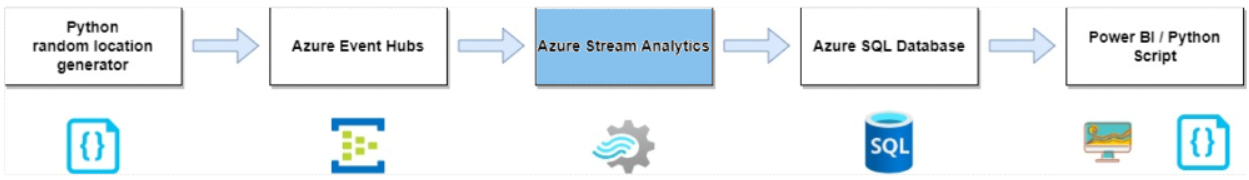 Python
random location
generator
Azure Event Hubs
Azure Stream Analytics
Azure SQL Database
Power BI / Python
Script
{}
SQL
{}